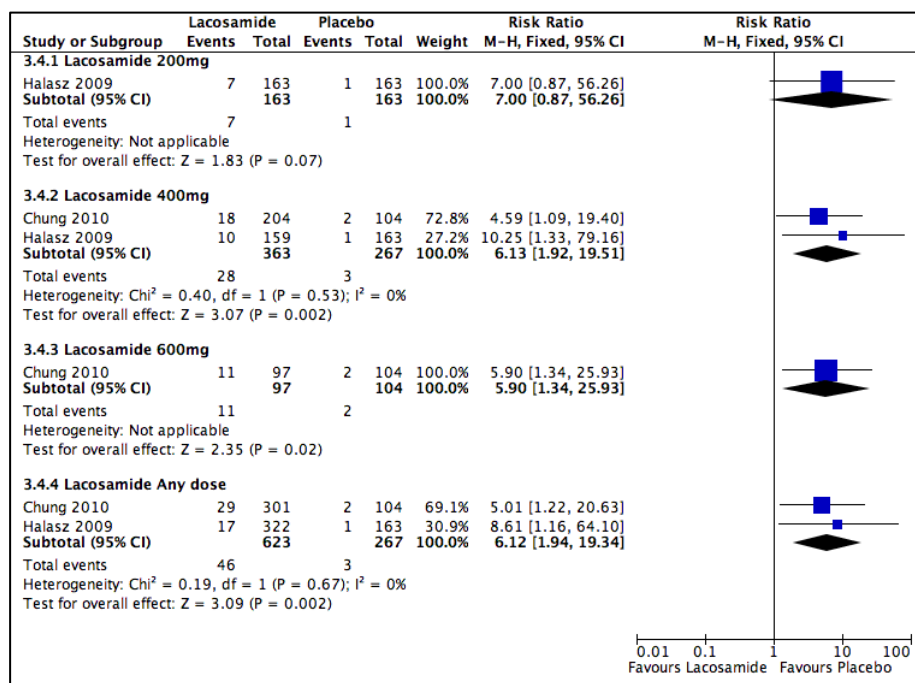 Lacosamide Placebo Risk Ratio Risk Ratio
Study or Subgroup Events Total Events Total Weight M-H, Fixed, 95% CI M-H, Fixed, 95% CI
3.4.1 Lacosamide 200mg
Halasz 2009 7 163 1 163 100.0% 7.00 [0.87, 56.26]
Subtotal (95% CI) 163 163 100.0% 7.00 [0.87, 56.26]
Total events 7 1
Heterogeneity: Not applicable
Test for overall effect: Z = 1.83 (P = 0.07)
3.4.2 Lacosamide 400mg
Chung 2010 18 204 2 104 72.8% 4.59 [1.09, 19.40]
Halasz 2009 10 159 1 163 27.2% 10.25 [1.33, 79.16]
Subtotal (95% CI) 363 267 100.0% 6.13 [1.92, 19.51]
Total events 28 3
Heterogeneity: Chi² = 0.40, df = 1 (P = 0.53); I² = 0%
Test for overall effect: Z = 3.07 (P = 0.002)
3.4.3 Lacosamide 600mg
Chung 2010 11 97 2 104 100.0% 5.90 [1.34, 25.93]
Subtotal (95% CI) 97 104 100.0% 5.90 [1.34, 25.93]
Total events 11 2
Heterogeneity: Not applicable
Test for overall effect: Z = 2.35 (P = 0.02)
3.4.4 Lacosamide Any dose
Chung 2010 29 301 2 104 69.1% 5.01 [1.22, 20.63]
Halasz 2009 17 322 1 163 30.9% 8.61 [1.16, 64.10]
Subtotal (95% CI) 623 267 100.0% 6.12 [1.94, 19.34]
Total events 46 3
Heterogeneity: Chi² = 0.19, df = 1 (P = 0.67); I² = 0%
Test for overall effect: Z = 3.09 (P = 0.002)
0.01 0.1 1 10 100
Favours Lacosamide Favours Placebo